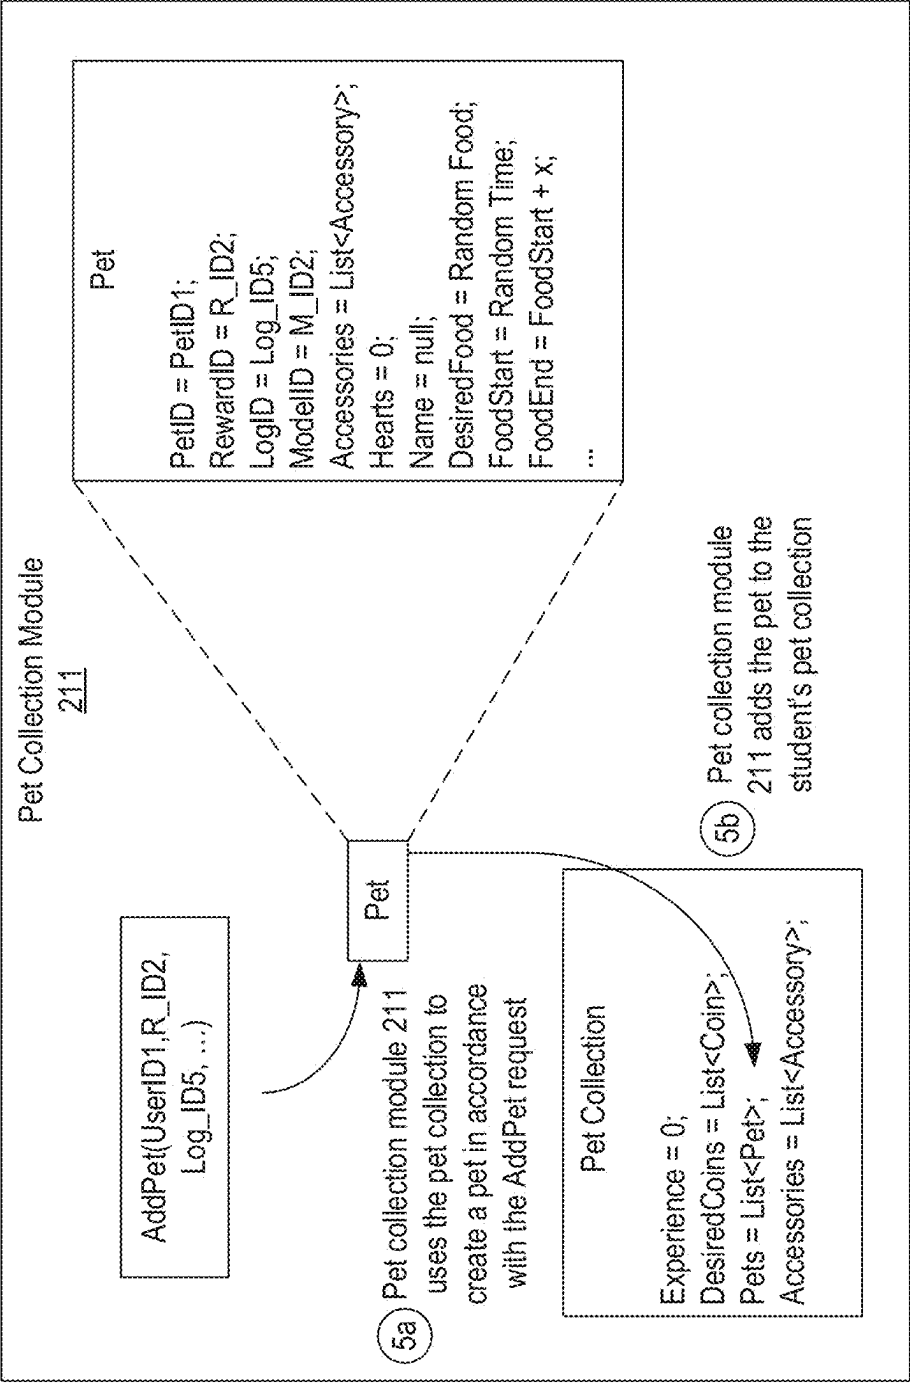 Pet Collection Module
211
AddPet(UserID1,R_ID2,
Log_ID5, ...)
Pet
5a
Pet collection module 211
uses the pet collection to
create a pet in accordance
with the AddPet request
Pet
PetID = PetID1;
RewardID = R_ID2;
LogID = Log_ID5;
ModelID = M_ID2;
Accessories = List<Accessory>;
Hearts = 0;
Name = null;
DesiredFood = Random Food;
FoodStart = Random Time;
FoodEnd = FoodStart + x;
...
Pet Collection
Experience = 0;
DesiredCoins = List<Coin>;
Pets = List<Pet>;
Accessories = List<Accessory>;
5b
Pet collection module
211 adds the pet to the
student's pet collection